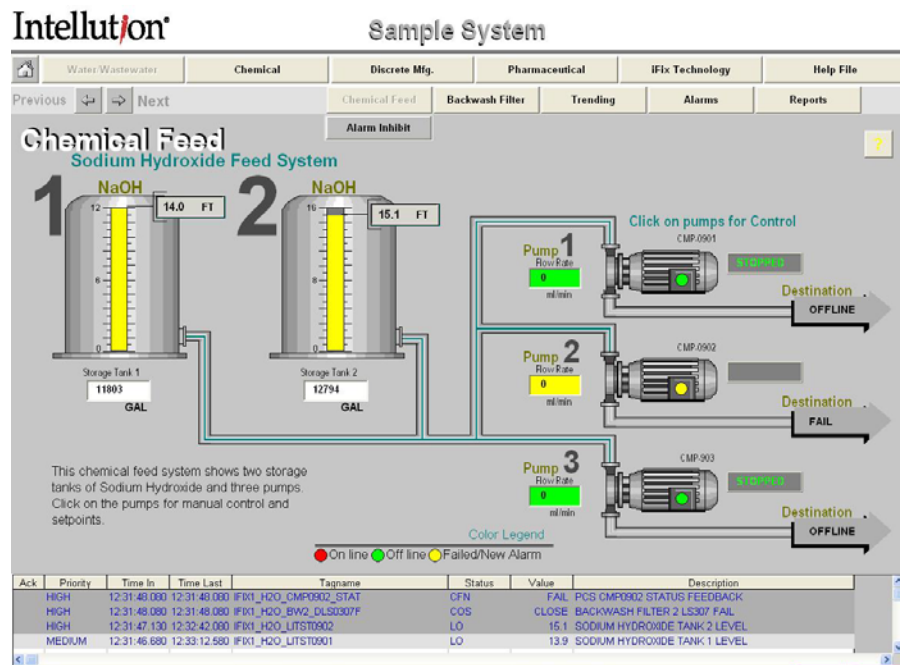 Intellution
Sample System
Water/Wastewater Chemical Discrete Mfg. Pharmaceutical iFix Technology Help File
Previous Next Chemical Feed Backwash Filter Trending Alarms Reports
Alarm Inhibit
Chemical Feed
?
Sodium Hydroxide Feed System
1 NaOH 14.0 FT
2 NaOH 15.1 FT
12 6 0
16 8 0
Storage Tank 1
11803
GAL
Storage Tank 2
12794
GAL
Click on pumps for Control
Pump 1
Flow Rate
0
ml/min
CMP-0901
STOPPED
Destination
OFFLINE
Pump 2
Flow Rate
0
ml/min
CMP-0902
Destination
FAIL
Pump 3
Flow Rate
0
ml/min
CMP-903
STOPPED
Destination
OFFLINE
This chemical feed system shows two storage
tanks of Sodium Hydroxide and three pumps.
Click on the pumps for manual control and
setpoints.
Color Legend
On line Off line Failed/New Alarm
Ack Priority Time In Time Last Tagname Status Value Description
HIGH 12:31:48.080 12:31:48.080 IFIX1_H2O_CMP0902_STAT CFN FAIL PCS CMP0902 STATUS FEEDBACK
HIGH 12:31:48.080 12:31:48.080 IFIX1_H2O_BW2_DLS0307F COS CLOSE BACKWASH FILTER 2 LS307 FAIL
HIGH 12:31:47.130 12:32:42.080 IFIX1_H2O_LITST0902 LO 15.1 SODIUM HYDROXIDE TANK 2 LEVEL
MEDIUM 12:31:46.680 12:33:12.580 IFIX1_H2O_LITST0901 LO 13.9 SODIUM HYDROXIDE TANK 1 LEVEL